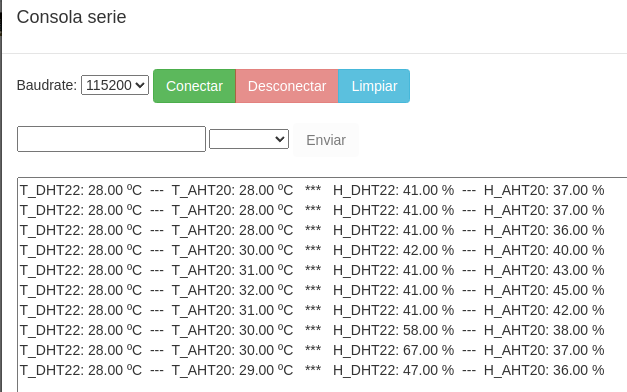 Consola serie
Baudrate: 115200 Conectar Desconectar Limpiar
Enviar
T_DHT22: 28.00 ºC --- T_AHT20: 28.00 ºC *** H_DHT22: 41.00 % --- H_AHT20: 37.00 %
T_DHT22: 28.00 ºC --- T_AHT20: 28.00 ºC *** H_DHT22: 41.00 % --- H_AHT20: 37.00 %
T_DHT22: 28.00 ºC --- T_AHT20: 28.00 ºC *** H_DHT22: 41.00 % --- H_AHT20: 36.00 %
T_DHT22: 28.00 ºC --- T_AHT20: 30.00 ºC *** H_DHT22: 42.00 % --- H_AHT20: 40.00 %
T_DHT22: 28.00 ºC --- T_AHT20: 31.00 ºC *** H_DHT22: 41.00 % --- H_AHT20: 43.00 %
T_DHT22: 28.00 ºC --- T_AHT20: 32.00 ºC *** H_DHT22: 41.00 % --- H_AHT20: 45.00 %
T_DHT22: 28.00 ºC --- T_AHT20: 31.00 ºC *** H_DHT22: 41.00 % --- H_AHT20: 42.00 %
T_DHT22: 28.00 ºC --- T_AHT20: 30.00 ºC *** H_DHT22: 58.00 % --- H_AHT20: 38.00 %
T_DHT22: 28.00 ºC --- T_AHT20: 30.00 ºC *** H_DHT22: 67.00 % --- H_AHT20: 37.00 %
T_DHT22: 28.00 ºC --- T_AHT20: 29.00 ºC *** H_DHT22: 47.00 % --- H_AHT20: 36.00 %